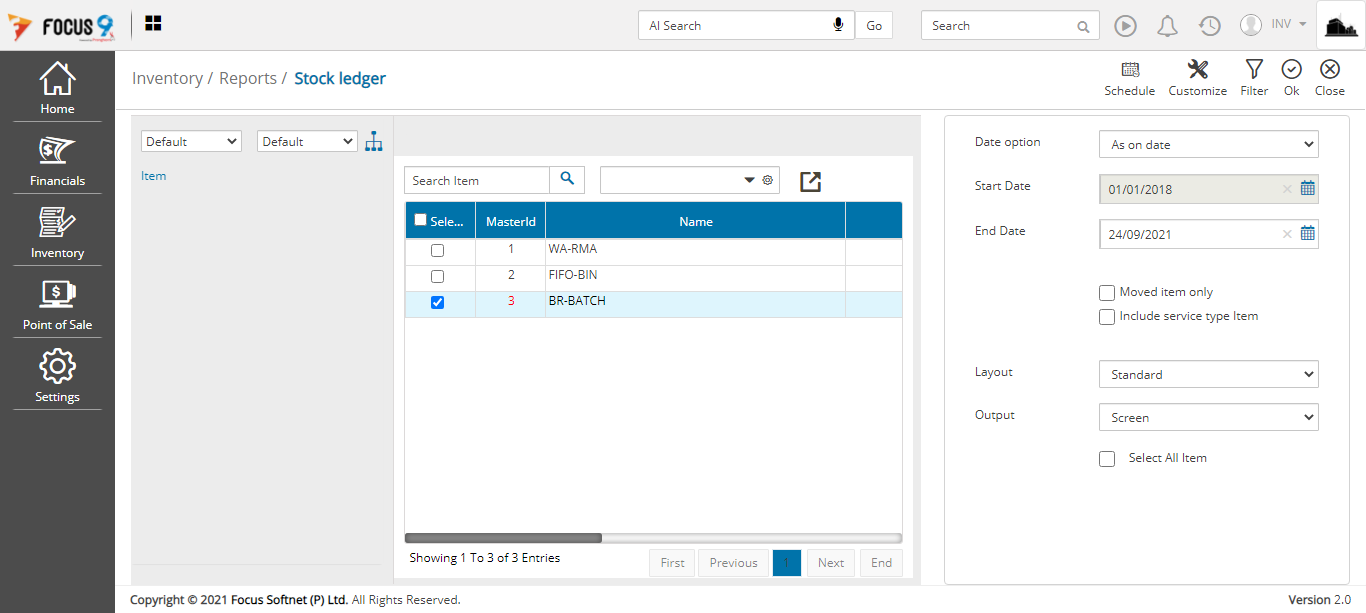 FOCUS 9
AI Search
Go
Search
INV
Home
Financials
Inventory
Point of Sale
Settings
Inventory / Reports / Stock ledger
Schedule
Customize
Filter
Ok
Close
Default
Default
Item
Search Item
Sele... MasterId Name
1 WA-RMA
2 FIFO-BIN
3 BR-BATCH
Showing 1 To 3 of 3 Entries
First
Previous
1
Next
End
Date option As on date
Start Date 01/01/2018
End Date 24/09/2021
Moved item only
Include service type Item
Layout Standard
Output Screen
Select All Item
Copyright © 2021 Focus Softnet (P) Ltd. All Rights Reserved.
Version 2.0